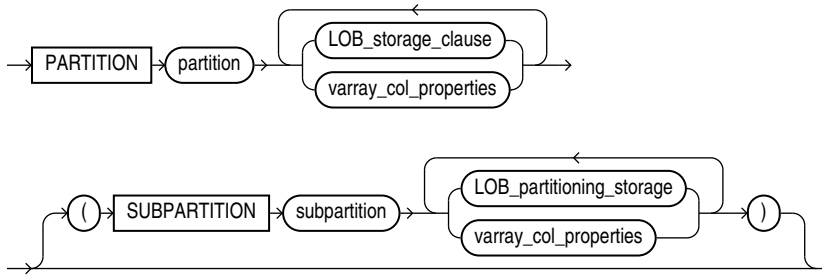 LOB_storage_clause
PARTITION partition
varray_col_properties
LOB_partitioning_storage
( SUBPARTITION subpartition )
varray_col_properties